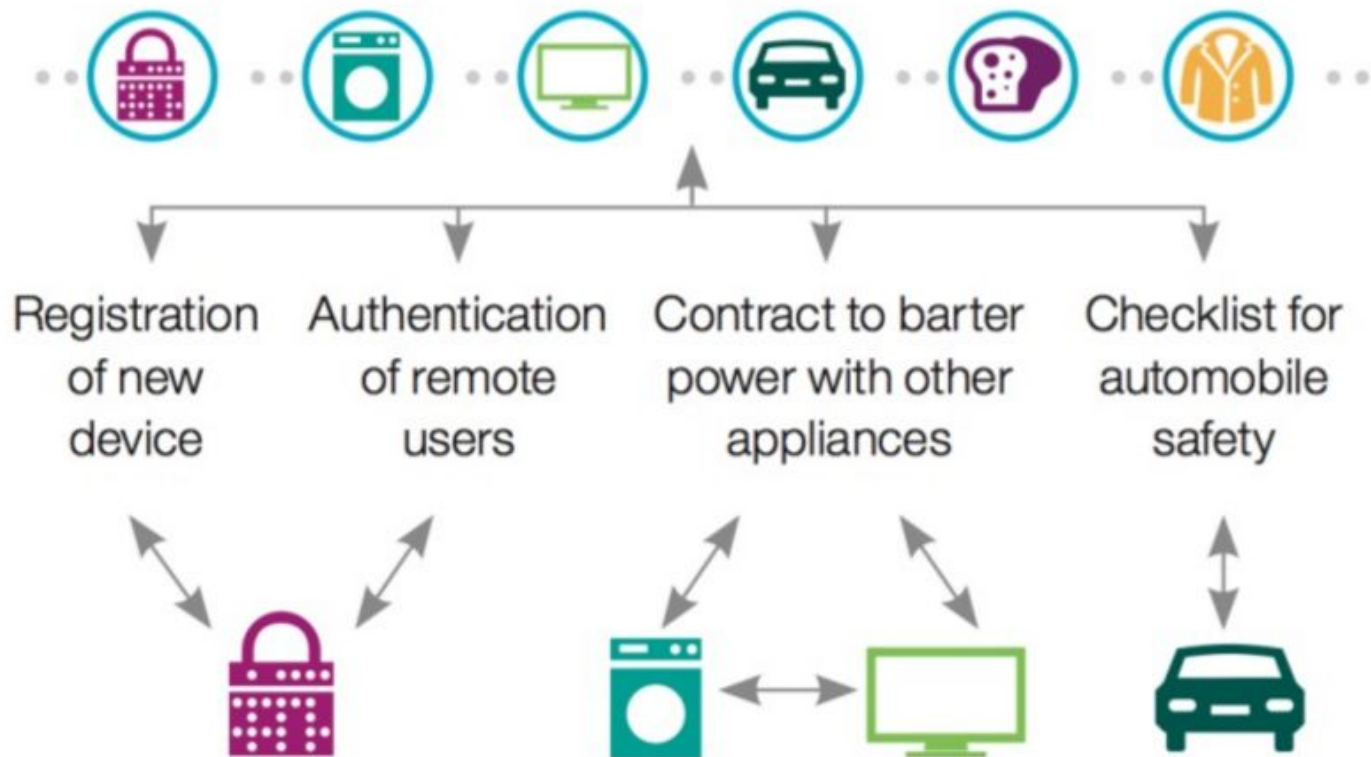 Registration
of new
device
Authentication
of remote
users
Contract to barter
power with other
appliances
Checklist for
automobile
safety